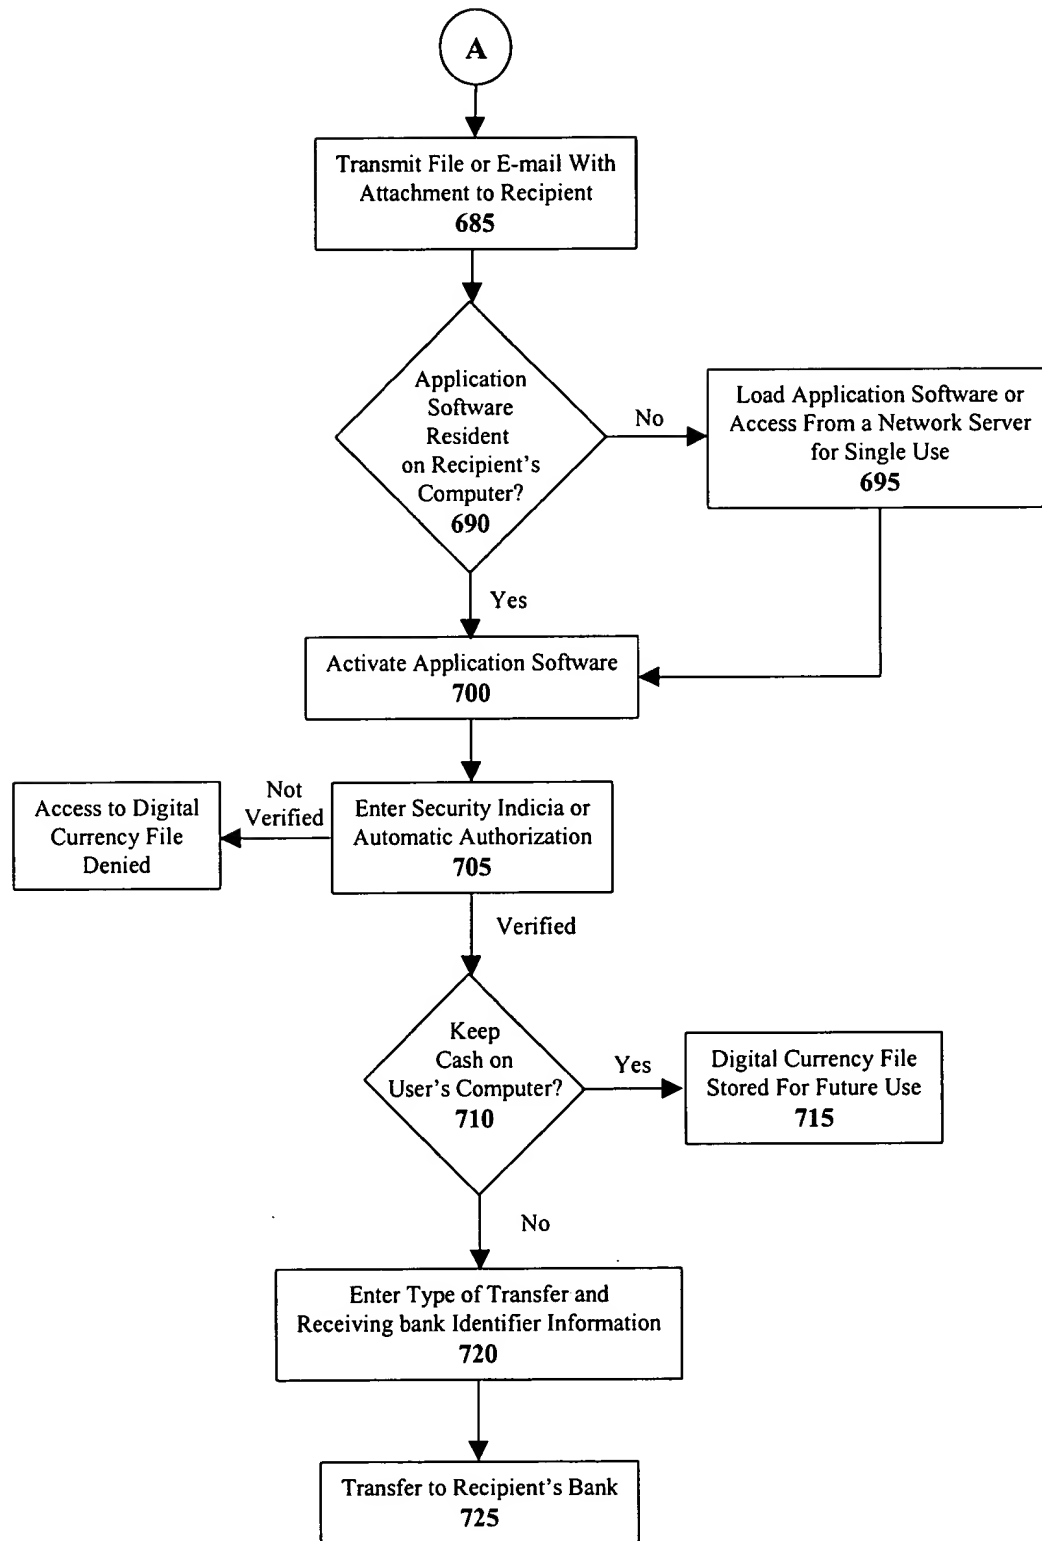 A
Transmit File or E-mail With
Attachment to Recipient
685
Application
Software
Resident
on Recipient's
Computer?
690
No
Load Application Software or
Access From a Network Server
for Single Use
695
Yes
Activate Application Software
700
Not
Verified
Access to Digital
Currency File
Denied
Enter Security Indicia or
Automatic Authorization
705
Verified
Keep
Cash on
User's Computer?
710
Yes
Digital Currency File
Stored For Future Use
715
No
Enter Type of Transfer and
Receiving bank Identifier Information
720
Transfer to Recipient's Bank
725